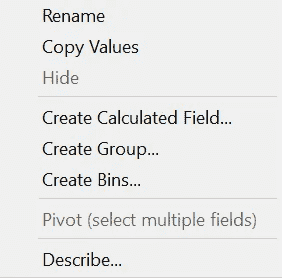 Rename
Copy Values
Hide
Create Calculated Field...
Create Group...
Create Bins...
Pivot (select multiple fields)
Describe...